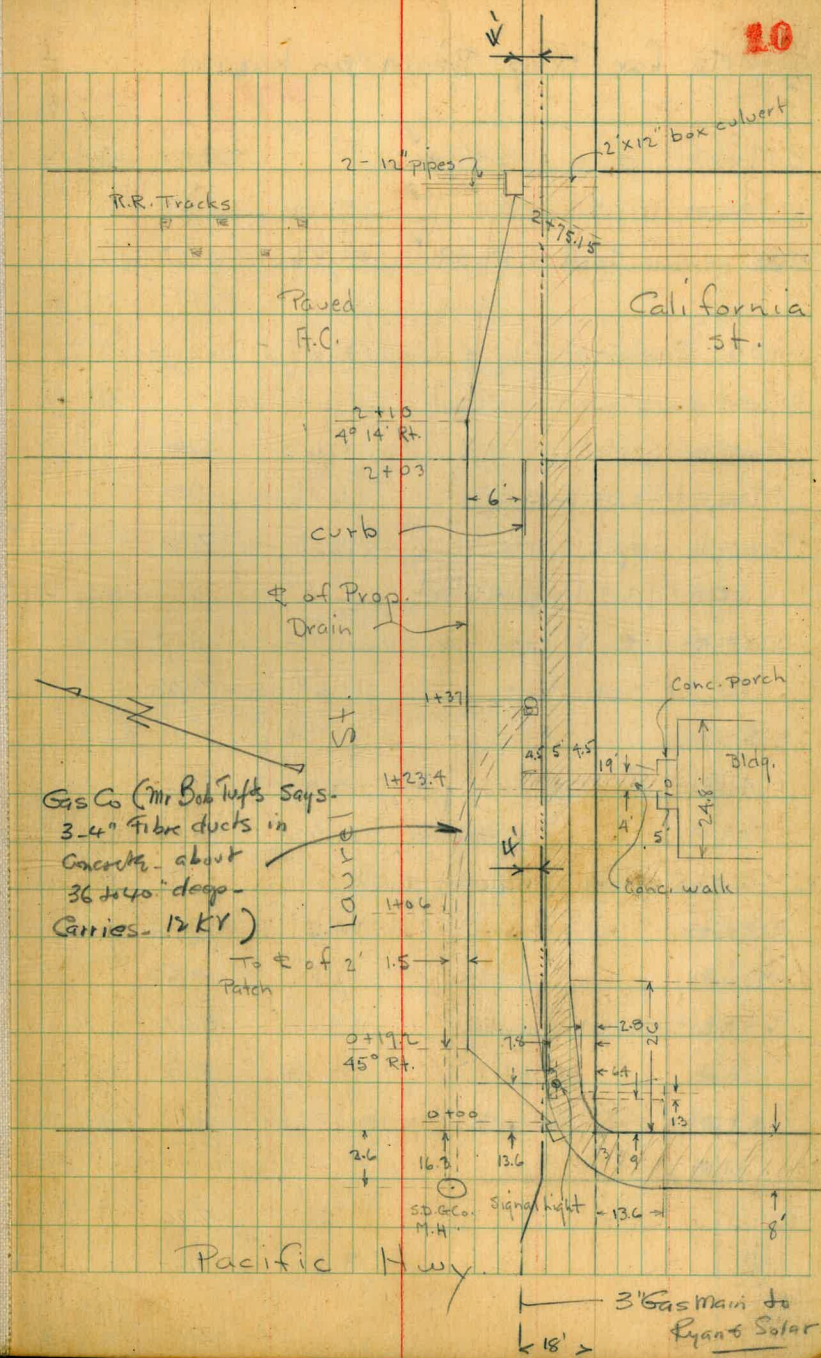 10
2'x12" box culvert
2 - 12" pipes
R.R. Tracks
2+75.15
Paved
A.C.
California
st.
2+10
4° 14' Rt.
2+03
6'
curb
℄ of Prop.
Drain
Conc. Porch
1+37
Laurel St.
4.5 5' 4.5
19'
Bldg.
1+23.4
10
24.8'
4'
5'
Gas Co (Mr Bob Tufts Says-
3-4" Fibre ducts in
Concrete - about
36 to 40" deep-
Carries - 12 KV)
4'
Conc. walk
1+06
To ℄ of 2' 1.5
Patch
2.8
26
0+19.2
45° Rt.
7.8
6.4
13
0+00
2.6
16.3
13.6
3
9
S.D.G.Co.
M.H.
Signal Light
13.6
8'
Pacific Hwy.
3" Gas Main to
Ryan & Solar
18'